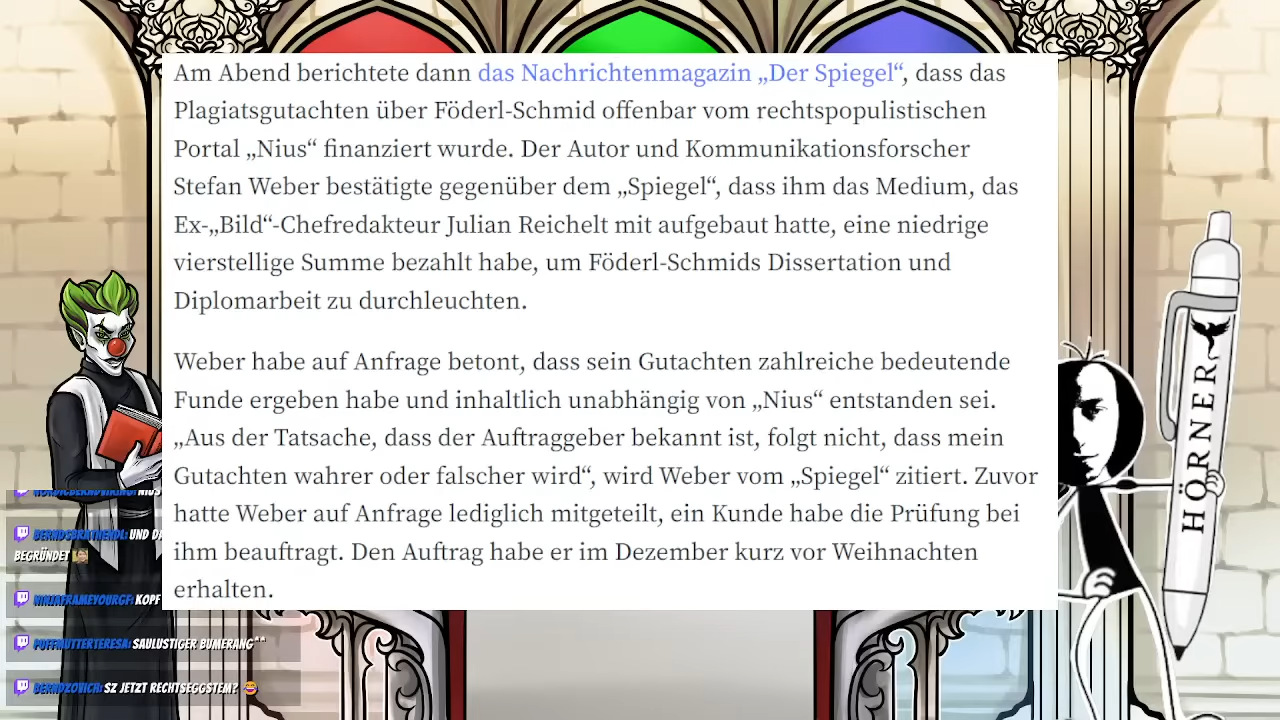 Am Abend berichtete dann das Nachrichtenmagazin „Der Spiegel“, dass das
Plagiatsgutachten über Föderl-Schmid offenbar vom rechtspopulistischen
Portal „Nius“ finanziert wurde. Der Autor und Kommunikationsforscher
Stefan Weber bestätigte gegenüber dem „Spiegel“, dass ihm das Medium, das
Ex-„Bild“-Chefredakteur Julian Reichelt mit aufgebaut hatte, eine niedrige
vierstellige Summe bezahlt habe, um Föderl-Schmids Dissertation und
Diplomarbeit zu durchleuchten.
Weber habe auf Anfrage betont, dass sein Gutachten zahlreiche bedeutende
Funde ergeben habe und inhaltlich unabhängig von „Nius“ entstanden sei.
„Aus der Tatsache, dass der Auftraggeber bekannt ist, folgt nicht, dass mein
Gutachten wahrer oder falscher wird“, wird Weber vom „Spiegel“ zitiert. Zuvor
hatte Weber auf Anfrage lediglich mitgeteilt, ein Kunde habe die Prüfung bei
ihm beauftragt. Den Auftrag habe er im Dezember kurz vor Weihnachten
erhalten.
HÖRNER
BERNDSBRATHENDL: UND
BEGRÜNDET
NINJAFRAMEYOURGF: KOPF
PUFFMUTTERTERESA: SAULUSTIGER BUMERANG^^
BERNDZOVICH: SZ JETZT RECHTSEGGSTEM? 😂